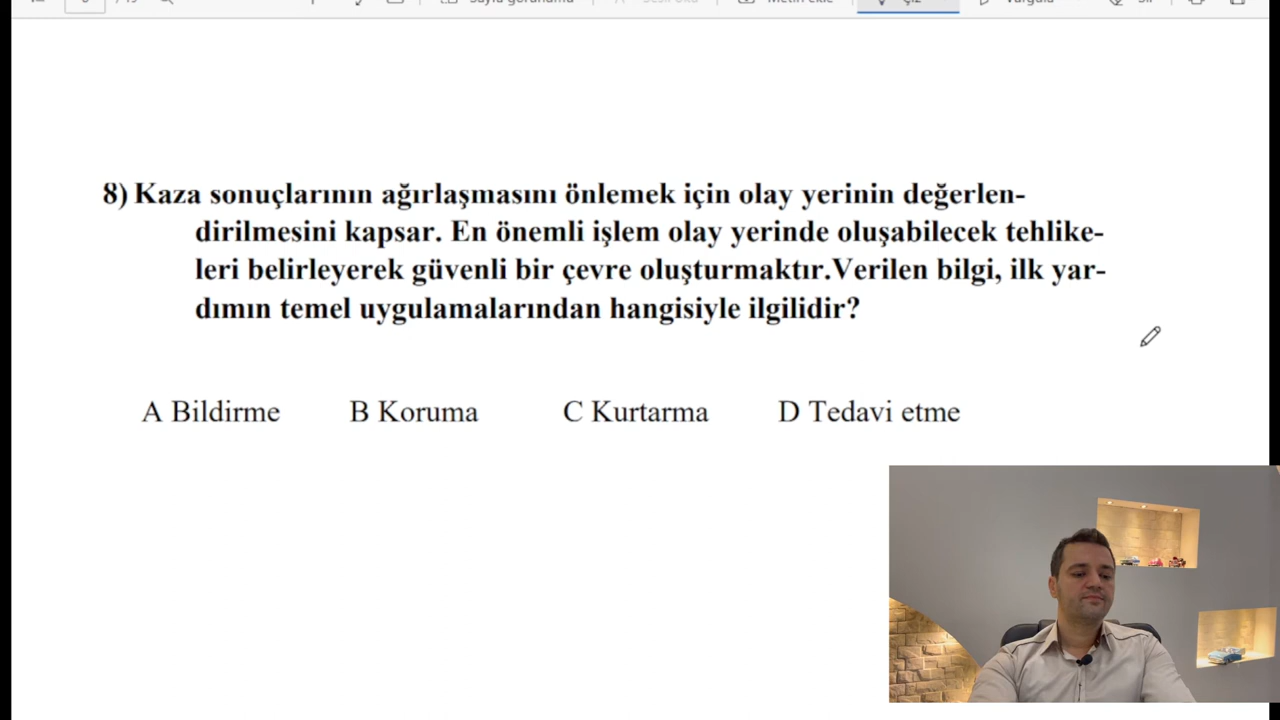 8) Kaza sonuçlarının ağırlaşmasını önlemek için olay yerinin değerlen-
dirilmesini kapsar. En önemli işlem olay yerinde oluşabilecek tehlike-
leri belirleyerek güvenli bir çevre oluşturmaktır.Verilen bilgi, ilk yar-
dımın temel uygulamalarından hangisiyle ilgilidir?
A Bildirme B Koruma C Kurtarma D Tedavi etme